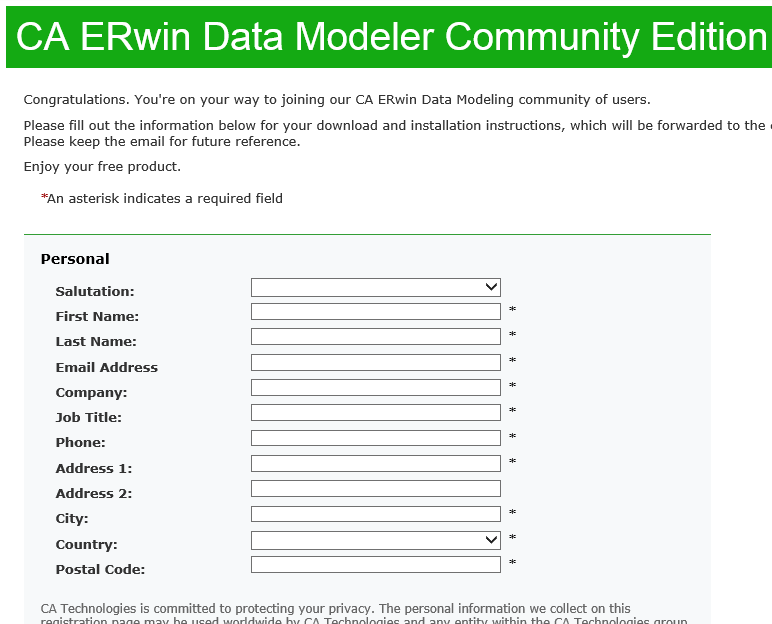 CA ERwin Data Modeler Community Edition
Congratulations. You're on your way to joining our CA ERwin Data Modeling community of users.
Please fill out the information below for your download and installation instructions, which will be forwarded to the
Please keep the email for future reference.
Enjoy your free product.
*An asterisk indicates a required field
Personal
Salutation:
First Name: *
Last Name: *
Email Address *
Company: *
Job Title: *
Phone: *
Address 1: *
Address 2:
City: *
Country: *
Postal Code: *
CA Technologies is committed to protecting your privacy. The personal information we collect on this
registration page may be used worldwide by CA Technologies and any entity within the CA Technologies group